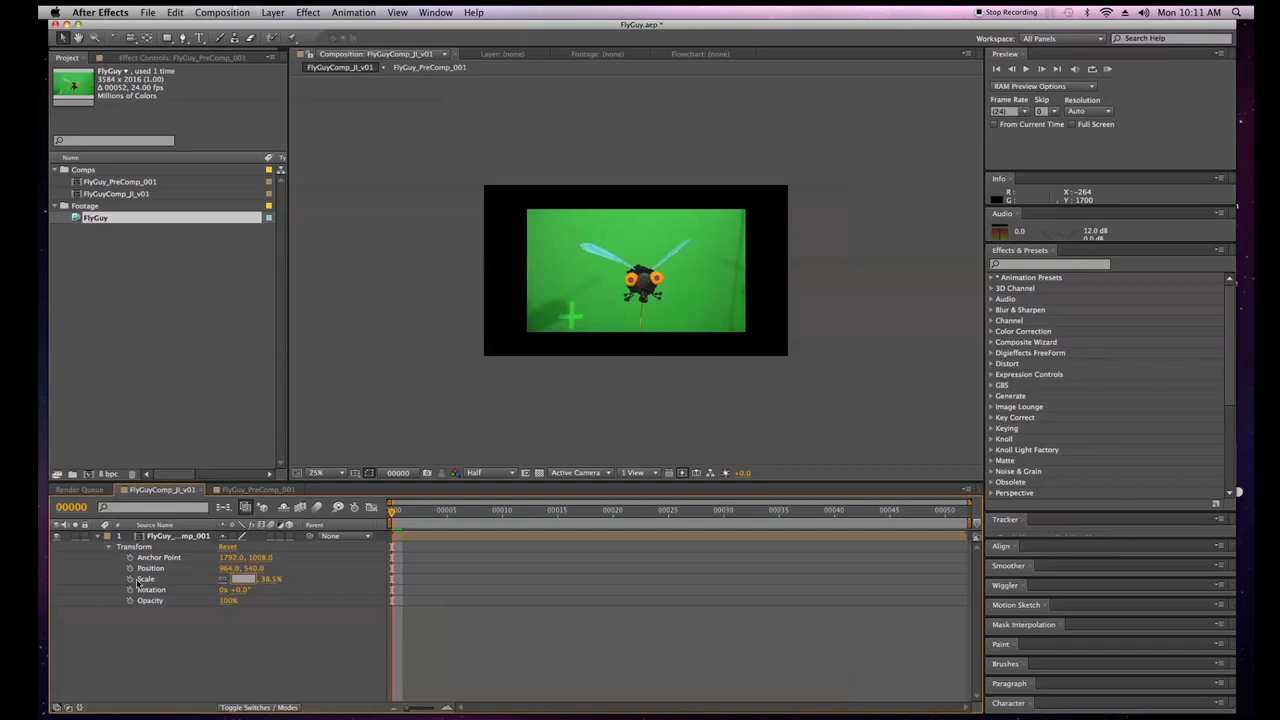 After Effects File Edit Composition Layer Effect Animation View Window Help Stop Recording Mon 10:11 AM
FlyGuy.aep *
Workspace: All Panels Search Help
Project Effect Controls: FlyGuy_PreComp_001 Composition: FlyGuyComp_JI_v01 Layer: (none) Footage: (none) Flowchart: (none) Preview
FlyGuyComp_JI_v01 FlyGuy_PreComp_001
FlyGuy , used 1 time
3584 x 2016 (1.00)
Δ 00052, 24.00 fps
Millions of Colors
RAM Preview Options
Frame Rate Skip Resolution
(24) 0 Auto
From Current Time Full Screen
Name
Comps
FlyGuy_PreComp_001
FlyGuyComp_JI_v01
Footage
FlyGuy
Info
R : X : -264
G : Y : 1700
Audio
0.0 12.0 dB
0.0 6.0 dB
Effects & Presets
* Animation Presets
3D Channel
Audio
Blur & Sharpen
Channel
Color Correction
Composite Wizard
Digieffects FreeForm
Distort
Expression Controls
GBS
Generate
Image Lounge
Key Correct
Keying
Knoll
Knoll Light Factory
Matte
Noise & Grain
Obsolete
Perspective
8 bpc 25% 00000 Half Active Camera 1 View +0.0
Render Queue FlyGuyComp_JI_v01 FlyGuy_PreComp_001
00000 :00 00005 00010 00015 00020 00025 00030 00035 00040 00045 00050
# Source Name Parent
1 FlyGuy_...mp_001 None
Transform Reset
Anchor Point 1792.0, 1008.0
Position 964.0, 540.0
Scale , 38.5%
Rotation 0x +0.0°
Opacity 100%
Toggle Switches / Modes
Tracker
Align
Smoother
Wiggler
Motion Sketch
Mask Interpolation
Paint
Brushes
Paragraph
Character